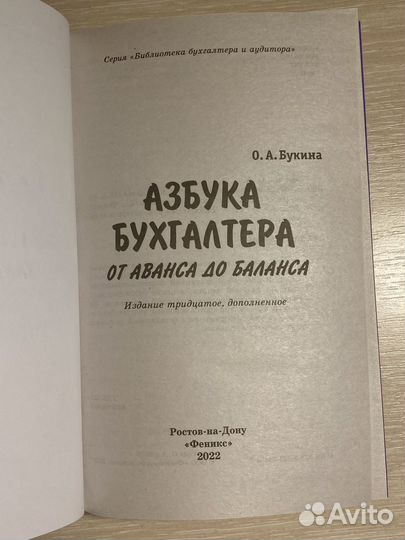 Серия «Библиотека бухгалтера и аудитора»
О. А. Букина
АЗБУКА
БУХГАЛТЕРА
ОТ АВАНСА ДО БАЛАНСА
Издание тридцатое, дополненное
Ростов-на-Дону
«Феникс»
2022
Avito